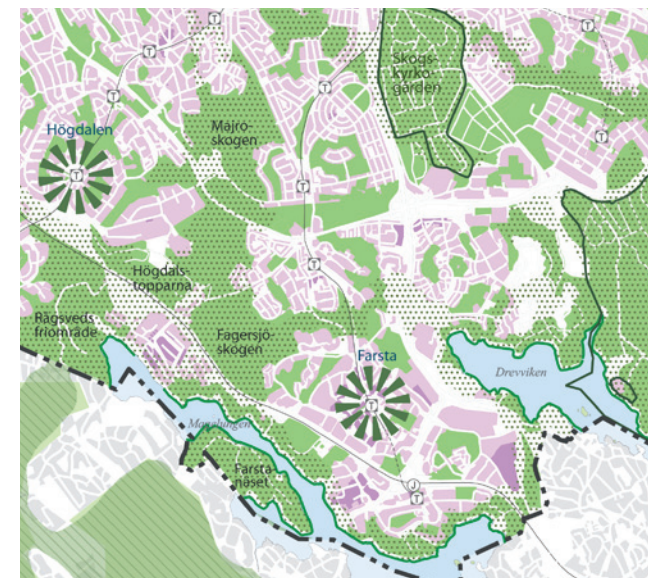 T
T
Skogs-
kyrko-
gården
T
T
Majro-
skogen
Högdalen
T
T
T
T
Högdals-
topparna
Rågsveds
friområde
Fagersjö-
skogen
Farsta
Drevviken
T
Magelungen
Farsta-
näset
J
T